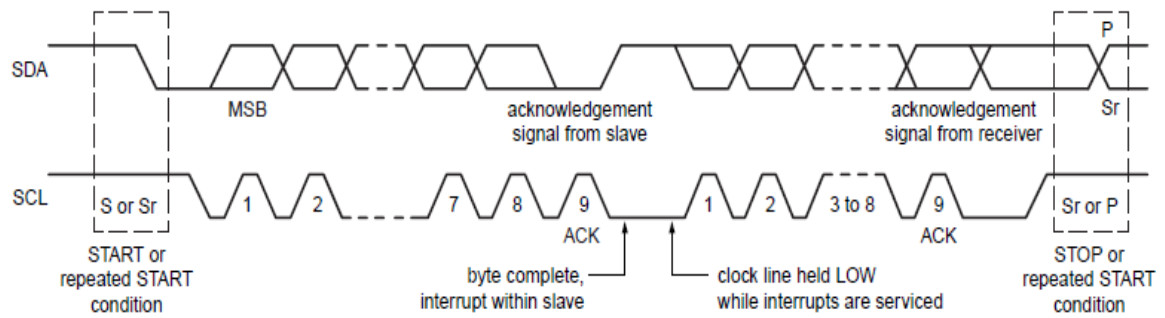 P
SDA
MSB
acknowledgement
signal from slave
acknowledgement
signal from receiver
Sr
SCL
S or Sr
1
2
7
8
9
1
2
3 to 8
9
Sr or P
ACK
ACK
START or
repeated START
condition
byte complete,
interrupt within slave
clock line held LOW
while interrupts are serviced
STOP or
repeated START
condition